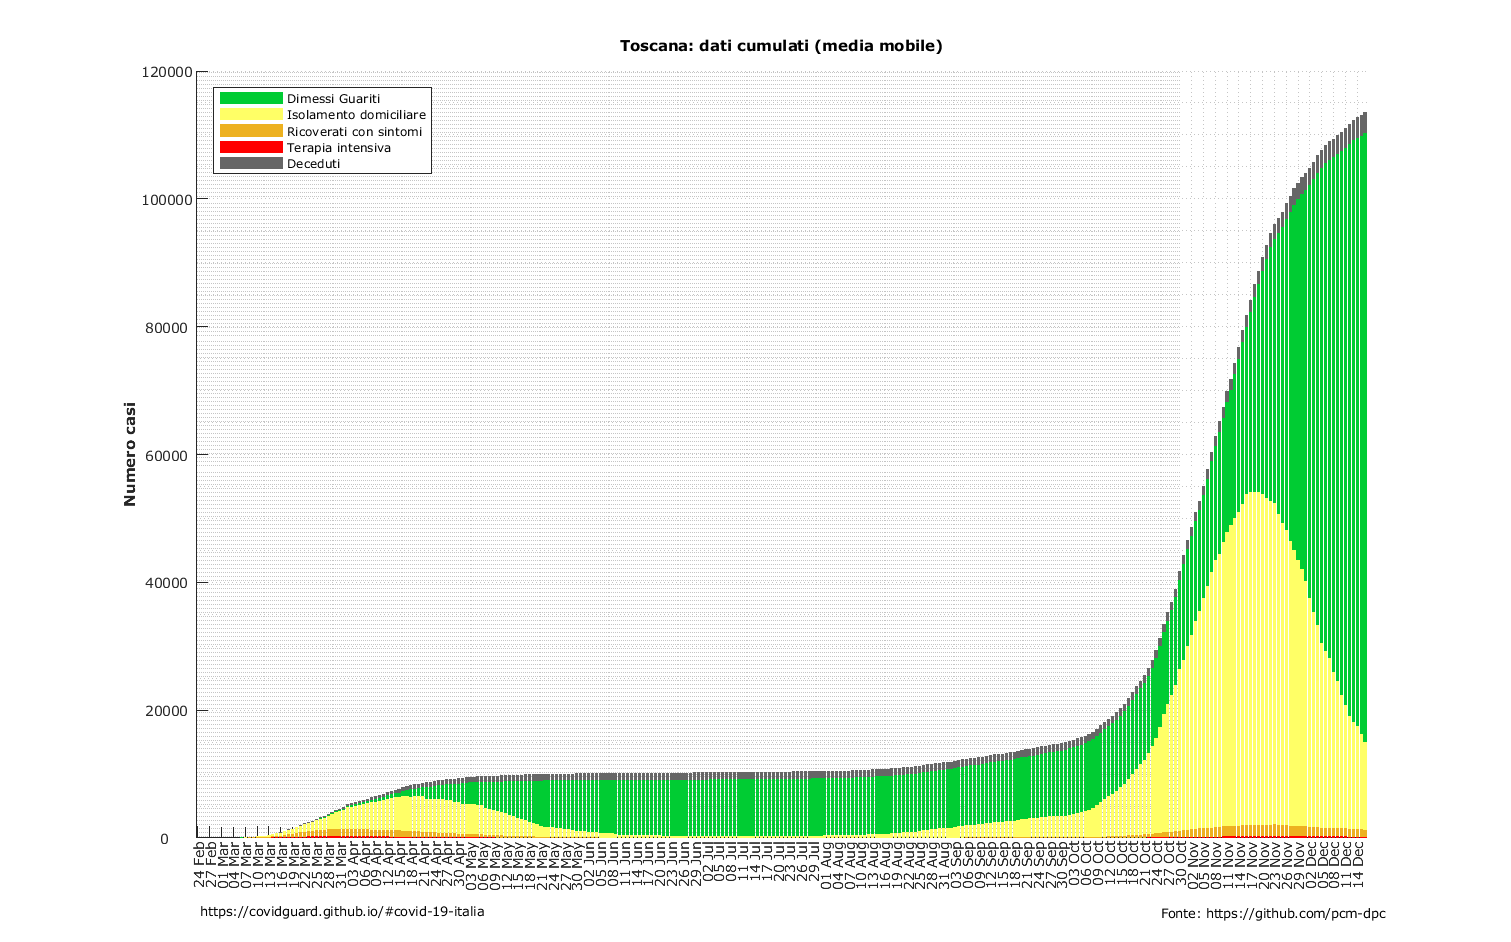 Toscana: dati cumulati (media mobile)
120000
100000
80000
60000
40000
20000
0
Numero casi
Dimessi Guariti
Isolamento domiciliare
Ricoverati con sintomi
Terapia intensiva
Deceduti
24 Feb
27 Feb
01 Mar
04 Mar
07 Mar
10 Mar
13 Mar
16 Mar
19 Mar
22 Mar
25 Mar
28 Mar
31 Mar
03 Apr
06 Apr
09 Apr
12 Apr
15 Apr
18 Apr
21 Apr
24 Apr
27 Apr
30 Apr
03 May
06 May
09 May
12 May
15 May
18 May
21 May
24 May
27 May
30 May
02 Jun
05 Jun
08 Jun
11 Jun
14 Jun
17 Jun
20 Jun
23 Jun
26 Jun
29 Jun
02 Jul
05 Jul
08 Jul
11 Jul
14 Jul
17 Jul
20 Jul
23 Jul
26 Jul
29 Jul
01 Aug
04 Aug
07 Aug
10 Aug
13 Aug
16 Aug
19 Aug
22 Aug
25 Aug
28 Aug
31 Aug
03 Sep
06 Sep
09 Sep
12 Sep
15 Sep
18 Sep
21 Sep
24 Sep
27 Sep
30 Sep
03 Oct
06 Oct
09 Oct
12 Oct
15 Oct
18 Oct
21 Oct
24 Oct
27 Oct
30 Oct
02 Nov
05 Nov
08 Nov
11 Nov
14 Nov
17 Nov
20 Nov
23 Nov
26 Nov
29 Nov
02 Dec
05 Dec
08 Dec
11 Dec
14 Dec
https://covidguard.github.io/#covid-19-italia
Fonte: https://github.com/pcm-dpc